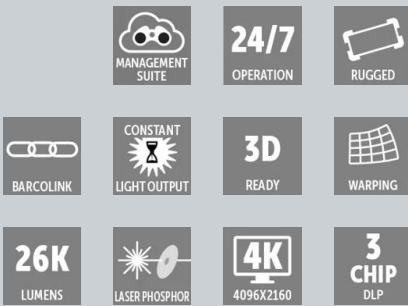 MANAGEMENT
SUITE
24/7
OPERATION
RUGGED
BARCOLINK
CONSTANT
LIGHT OUTPUT
3D
READY
WARPING
26K
LUMENS
LASER PHOSPHOR
4K
4096X2160
3
CHIP
DLP